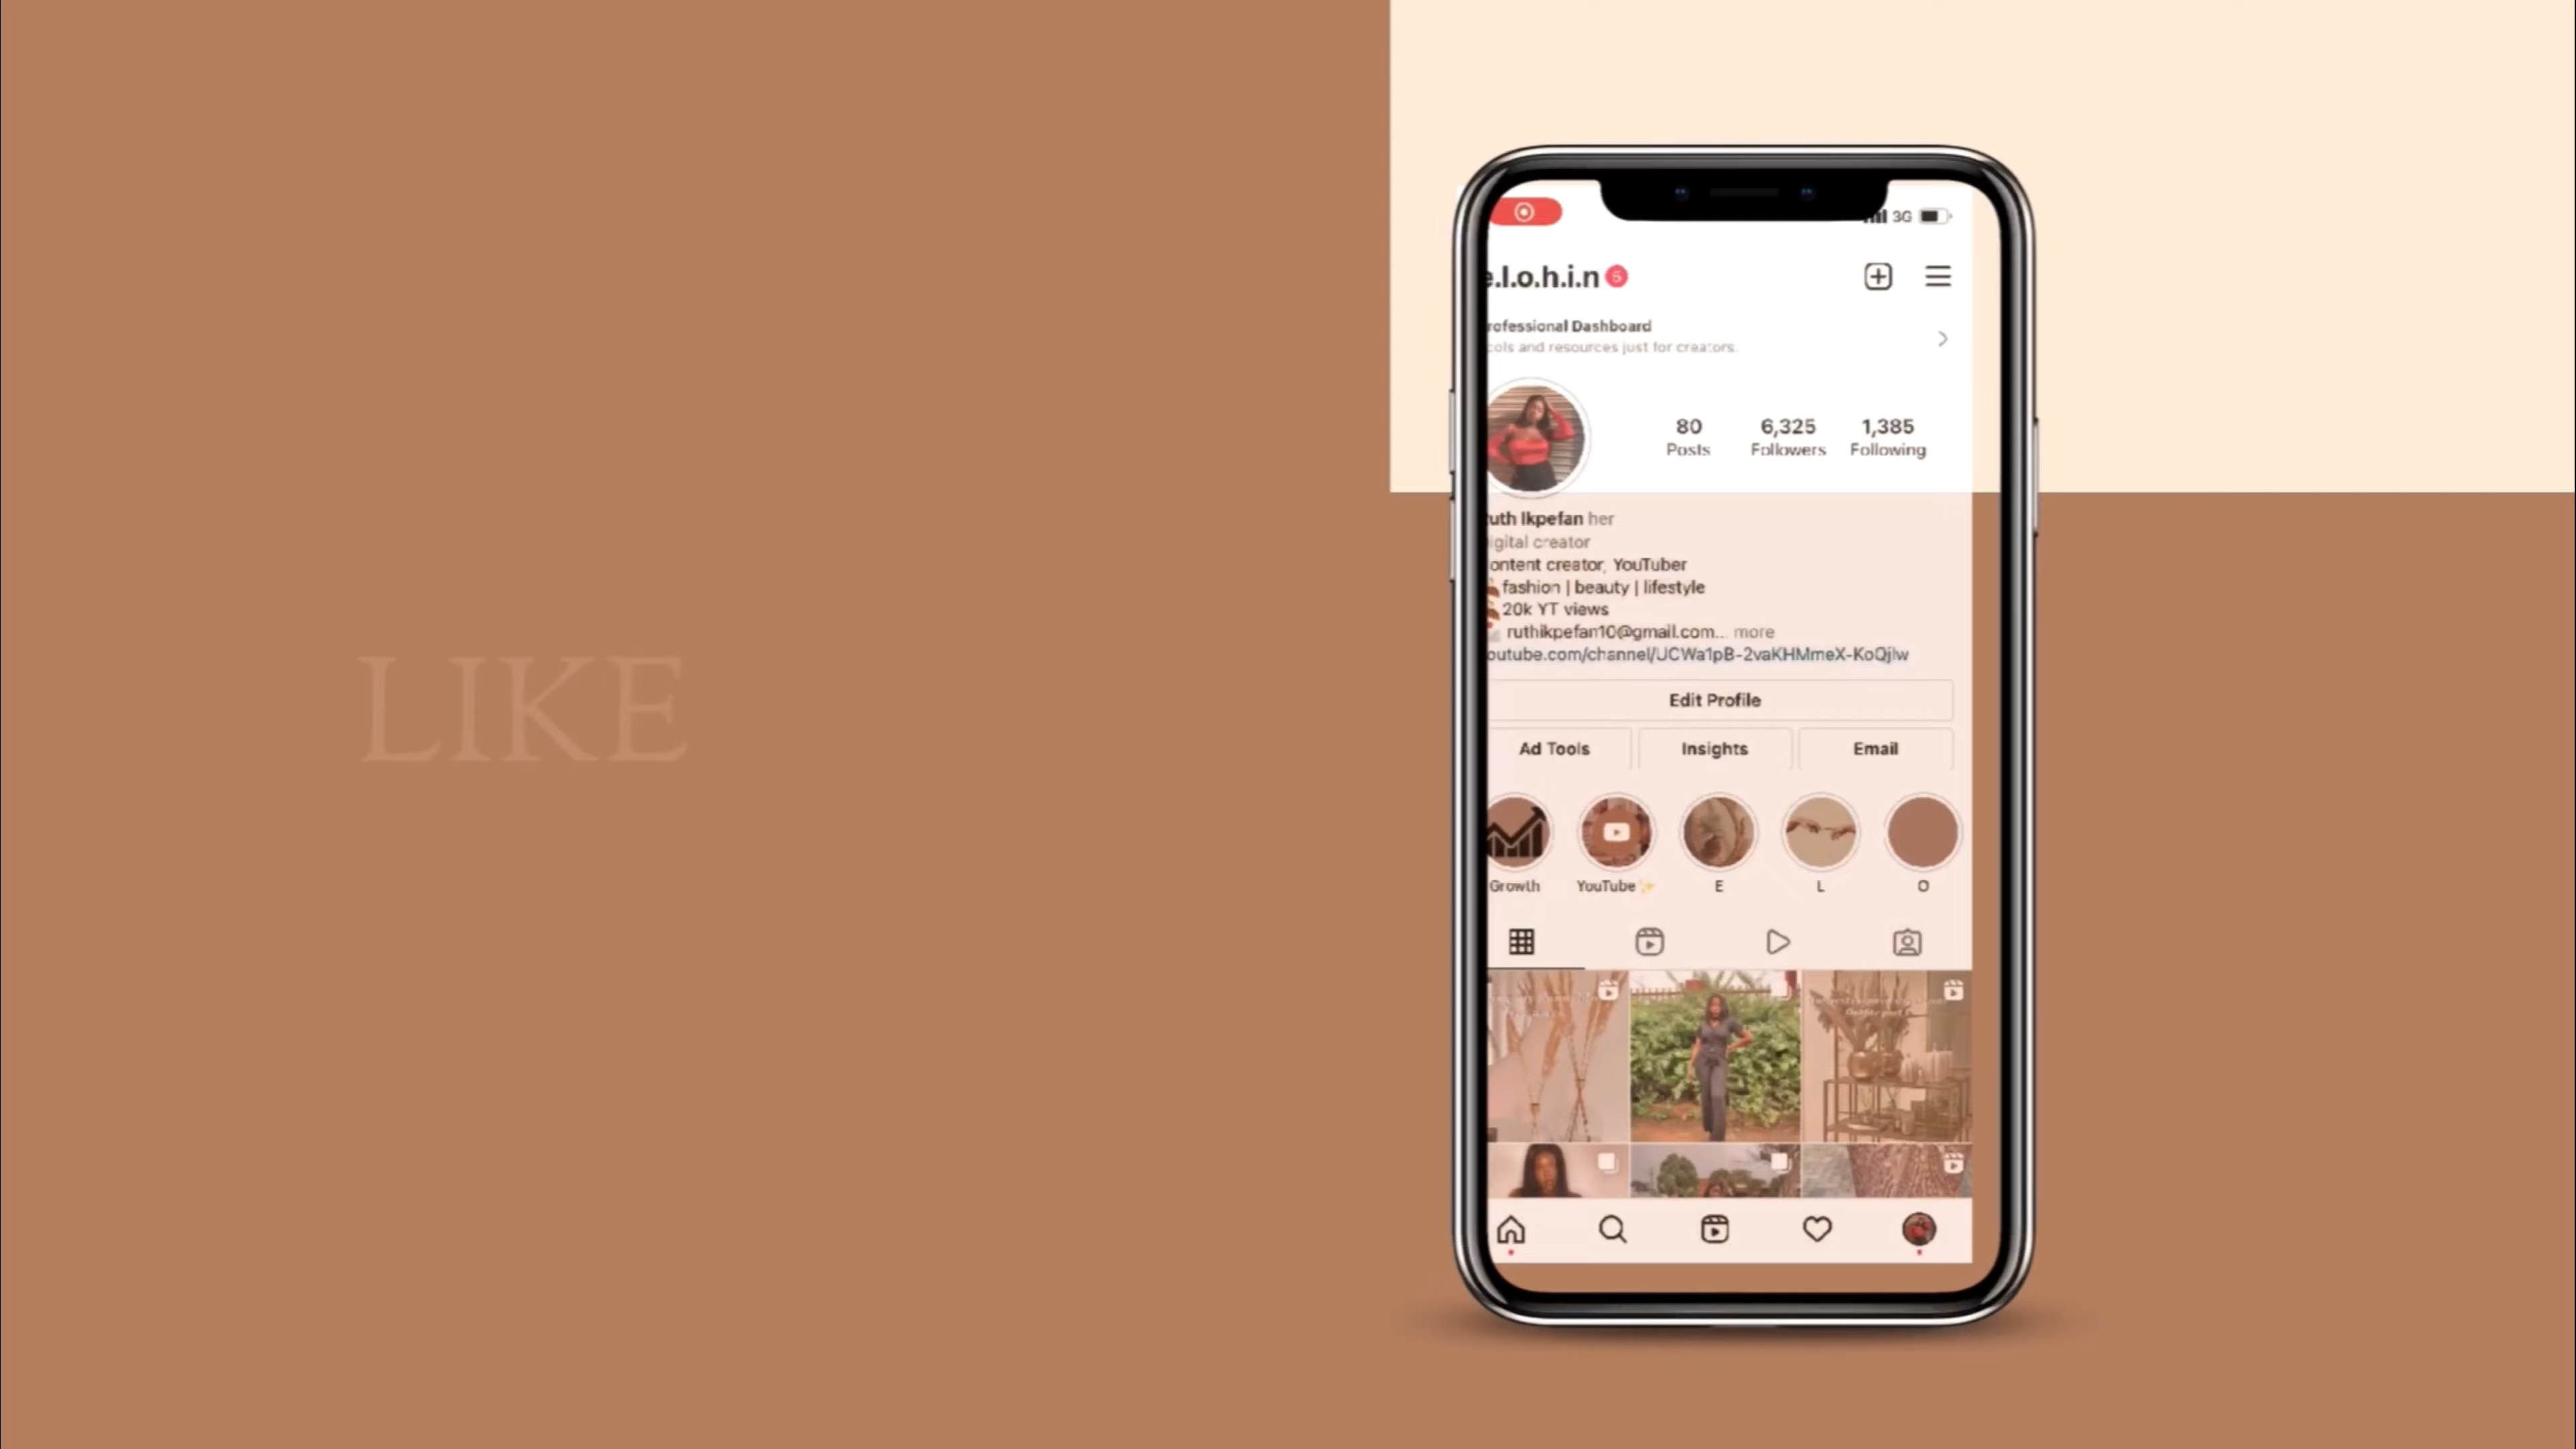 LIKE
3G
e.l.o.h.i.n 5
rofessional Dashboard
ools and resources just for creators.
80 6,325 1,385
Posts Followers Following
uth Ikpefan her
igital creator
ontent creator, YouTuber
fashion | beauty | lifestyle
20k YT views
ruthikpefan10@gmail.com... more
outube.com/channel/UCWa1pB-2vaKHMmeX-KoQjlw
Edit Profile
Ad Tools Insights Email
Growth YouTube✨ E L O